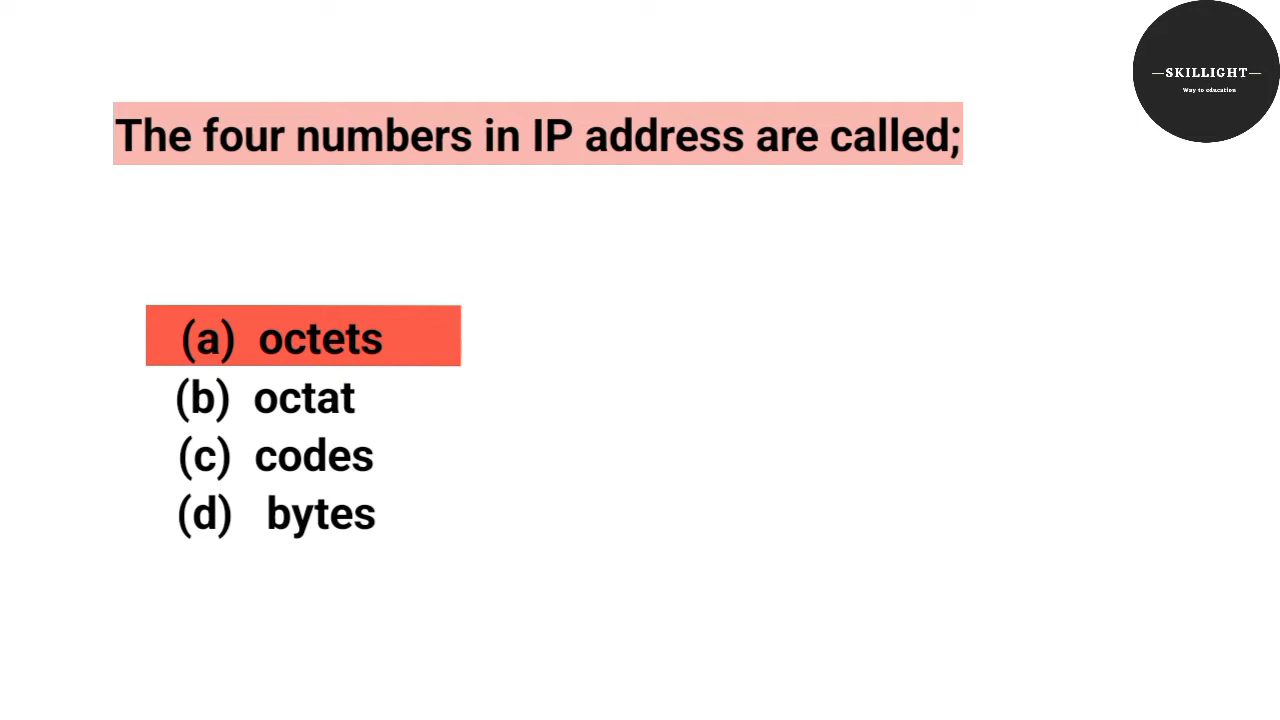 —SKILLIGHT—
Way to education
The four numbers in IP address are called;
(a) octets
(b) octat
(c) codes
(d) bytes